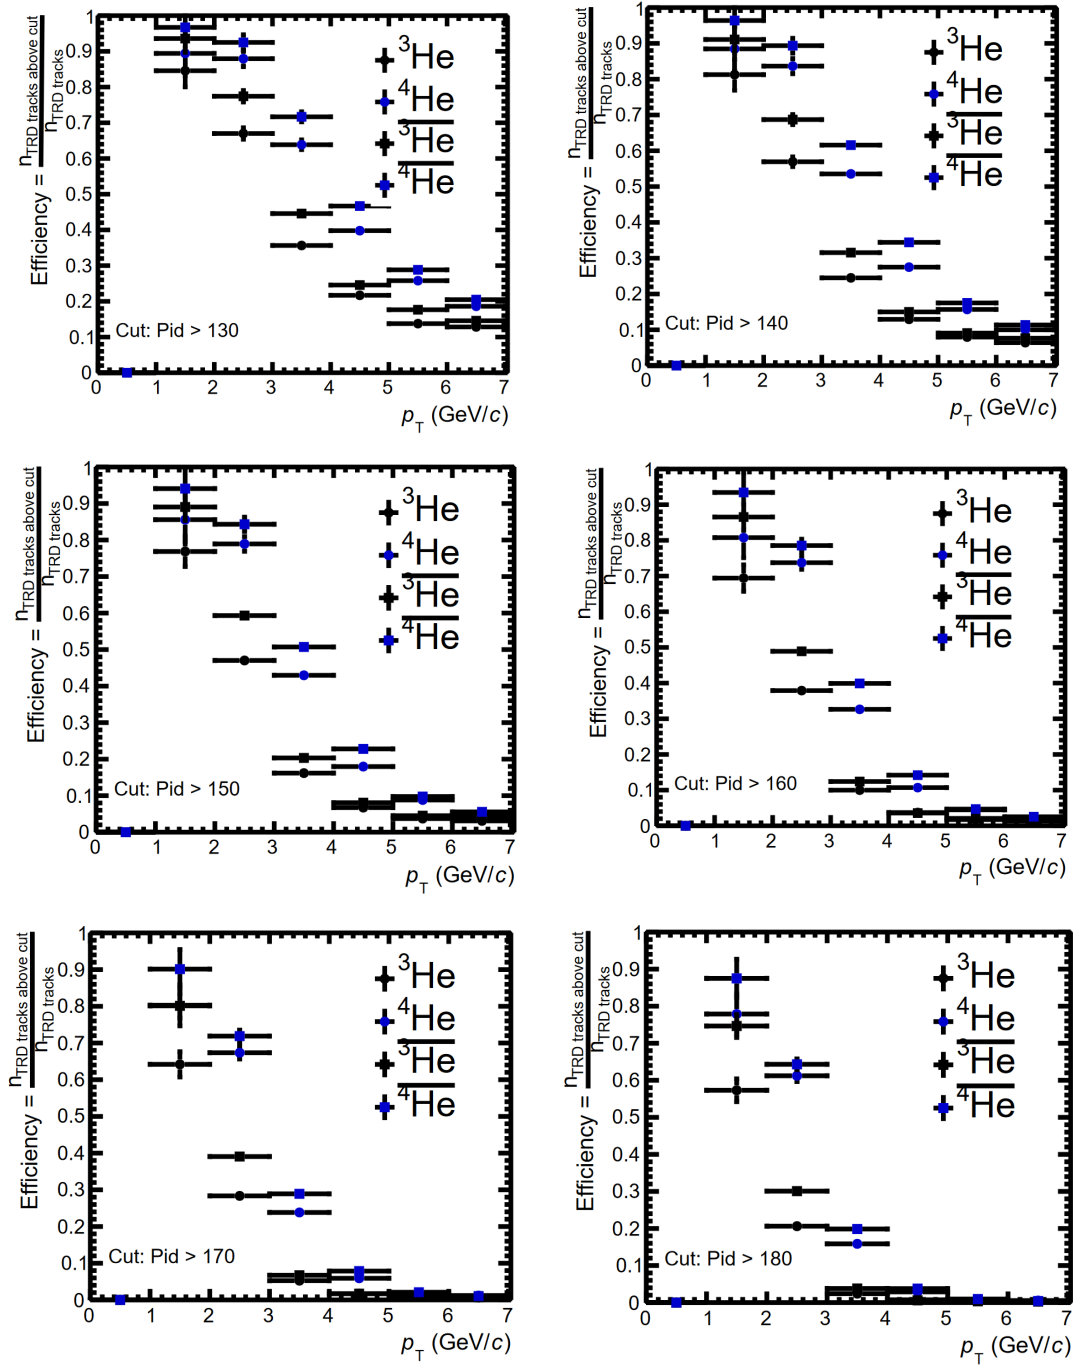 Efficiency = n_TRD tracks above cut / n_TRD tracks
1
0.9
0.8
0.7
0.6
0.5
0.4
0.3
0.2
0.1
0
³He
⁴He
³H̅e̅
⁴H̅e̅
Cut: Pid > 130
0 1 2 3 4 5 6 7
p_T (GeV/c)
Efficiency = n_TRD tracks above cut / n_TRD tracks
1
0.9
0.8
0.7
0.6
0.5
0.4
0.3
0.2
0.1
0
³He
⁴He
³H̅e̅
⁴H̅e̅
Cut: Pid > 140
0 1 2 3 4 5 6 7
p_T (GeV/c)
Efficiency = n_TRD tracks above cut / n_TRD tracks
1
0.9
0.8
0.7
0.6
0.5
0.4
0.3
0.2
0.1
0
³He
⁴He
³H̅e̅
⁴H̅e̅
Cut: Pid > 150
0 1 2 3 4 5 6 7
p_T (GeV/c)
Efficiency = n_TRD tracks above cut / n_TRD tracks
1
0.9
0.8
0.7
0.6
0.5
0.4
0.3
0.2
0.1
0
³He
⁴He
³H̅e̅
⁴H̅e̅
Cut: Pid > 160
0 1 2 3 4 5 6 7
p_T (GeV/c)
Efficiency = n_TRD tracks above cut / n_TRD tracks
1
0.9
0.8
0.7
0.6
0.5
0.4
0.3
0.2
0.1
0
³He
⁴He
³H̅e̅
⁴H̅e̅
Cut: Pid > 170
0 1 2 3 4 5 6 7
p_T (GeV/c)
Efficiency = n_TRD tracks above cut / n_TRD tracks
1
0.9
0.8
0.7
0.6
0.5
0.4
0.3
0.2
0.1
0
³He
⁴He
³H̅e̅
⁴H̅e̅
Cut: Pid > 180
0 1 2 3 4 5 6 7
p_T (GeV/c)